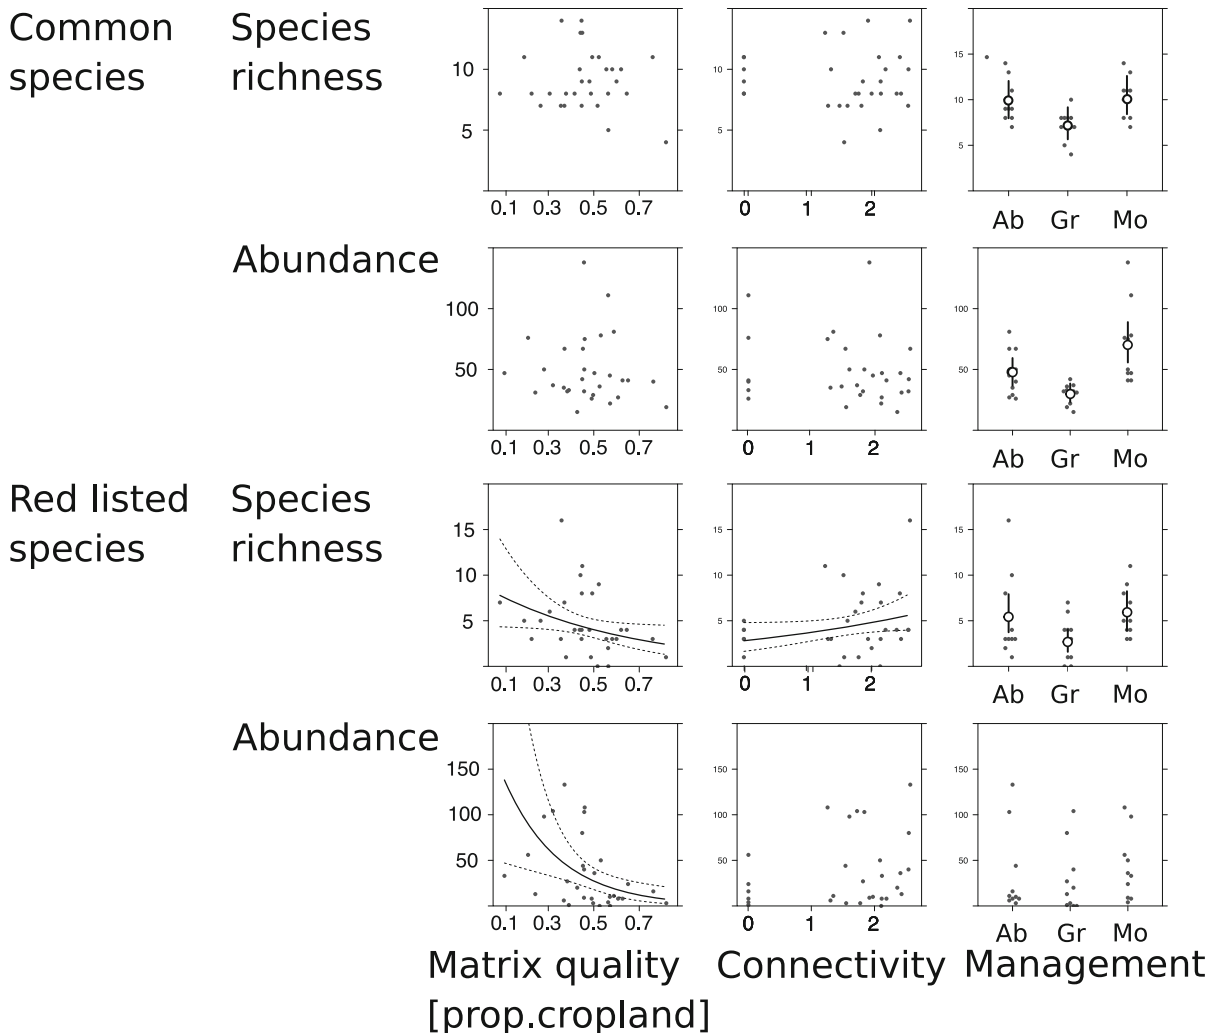 Common Species
species richness
10
5
0.1 0.3 0.5 0.7
0 1 2
15
10
5
Ab Gr Mo
Abundance
100
50
0.1 0.3 0.5 0.7
100
50
0 1 2
100
50
Ab Gr Mo
Red listed Species
species richness
15
10
5
0.1 0.3 0.5 0.7
15
10
5
0 1 2
15
10
5
Ab Gr Mo
Abundance
150
100
50
0.1 0.3 0.5 0.7
150
100
50
0 1 2
150
100
50
Ab Gr Mo
Matrix quality Connectivity Management
[prop.cropland]